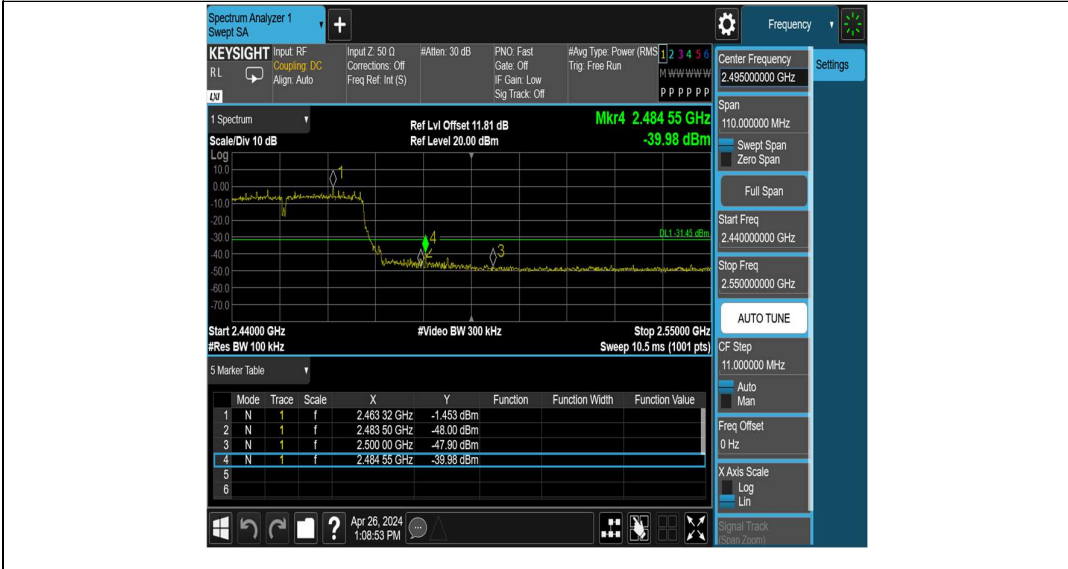 Spectrum Analyzer 1
Swept SA
+
Frequency
KEYSIGHT Input: RF Input Z: 50 Ω #Atten: 30 dB PNO: Fast #Avg Type: Power (RMS 1 2 3 4 5 6
RL Coupling: DC Corrections: Off Gate: Off Trig: Free Run M W W W W W
Align: Auto Freq Ref: Int (S) IF Gain: Low
LXI Sig Track: Off P P P P P P
1 Spectrum
Ref Lvl Offset 11.81 dB
Mkr4 2.484 55 GHz
Scale/Div 10 dB Ref Level 20.00 dBm -39.98 dBm
Log
10.0
0.00
-10.0
-20.0
-30.0
-40.0
-50.0
-60.0
-70.0
1
4
2
3
DL1 -31.45 dBm
Start 2.44000 GHz #Video BW 300 kHz Stop 2.55000 GHz
#Res BW 100 kHz Sweep 10.5 ms (1001 pts)
5 Marker Table
Mode Trace Scale X Y Function Function Width Function Value
1 N 1 f 2.463 32 GHz -1.453 dBm
2 N 1 f 2.483 50 GHz -48.00 dBm
3 N 1 f 2.500 00 GHz -47.90 dBm
4 N 1 f 2.484 55 GHz -39.98 dBm
5
6
?
Apr 26, 2024
1:08:53 PM
Center Frequency
2.495000000 GHz
Settings
Span
110.000000 MHz
Swept Span
Zero Span
Full Span
Start Freq
2.440000000 GHz
Stop Freq
2.550000000 GHz
AUTO TUNE
CF Step
11.000000 MHz
Auto
Man
Freq Offset
0 Hz
X Axis Scale
Log
Lin
Signal Track
(Span Zoom)